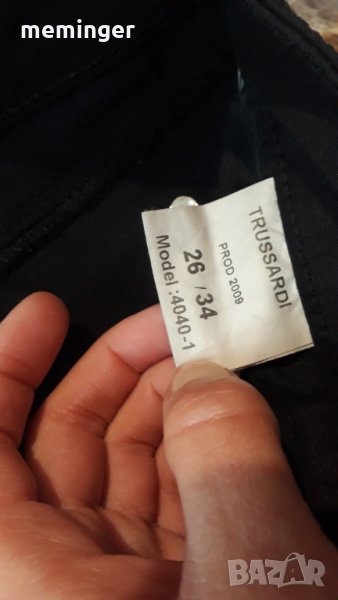 meminger
TRUSSARDI
PROD 2009
26 / 34
Model :4040-1
BAZAR